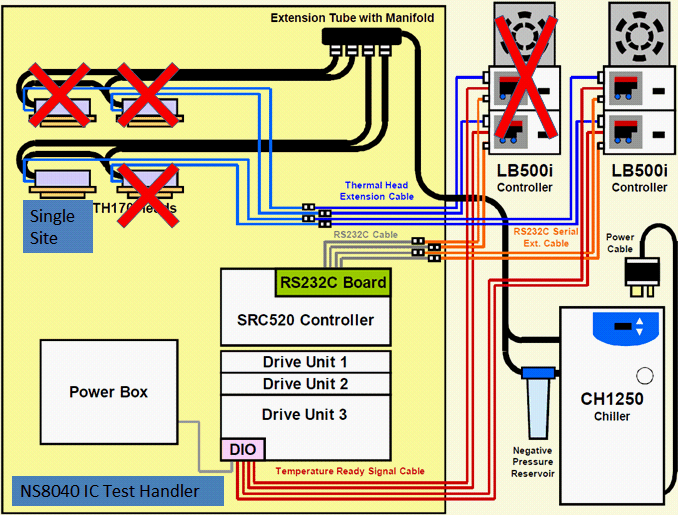 Extension Tube with Manifold
LB500i
Controller
LB500i
Controller
Thermal Head
Extension Cable
Single
Site
TH170 Heads
RS232C Cable
RS232C Serial
Ext. Cable
Power
Cable
RS232C Board
SRC520 Controller
Drive Unit 1
Drive Unit 2
Drive Unit 3
Power Box
DIO
CH1250
Chiller
Negative
Pressure
Reservoir
Temperature Ready Signal Cable
NS8040 IC Test Handler